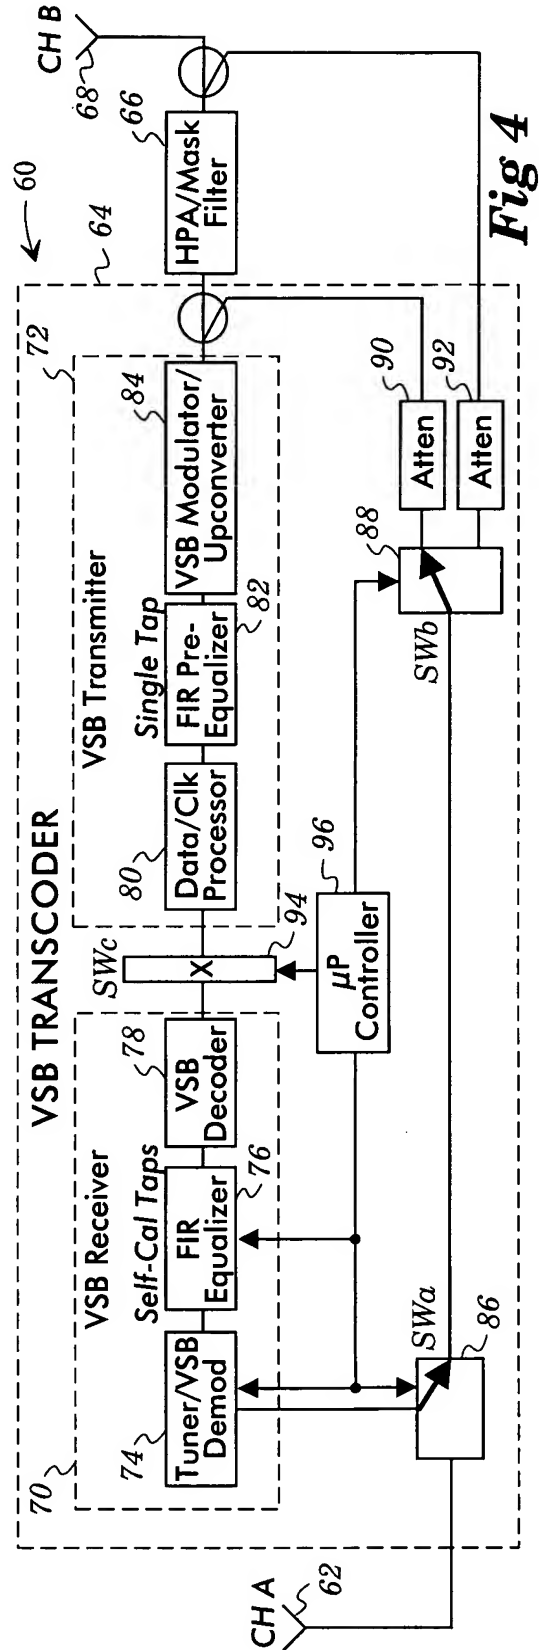 60
64
VSB TRANSCODER
72
70
VSB Receiver
VSB Transmitter
Self-Cal Taps
Single Tap
SWc
74
Tuner/VSB
Demod
FIR
Equalizer
76
78
VSB
Decoder
X
94
80
Data/Clk
Processor
FIR Pre-
Equalizer
82
84
VSB Modulator/
Upconverter
66
HPA/Mask
Filter
68
CH B
96
µP
Controller
CH A
62
SWa
86
SWb
88
90
Atten
92
Atten
Fig 4